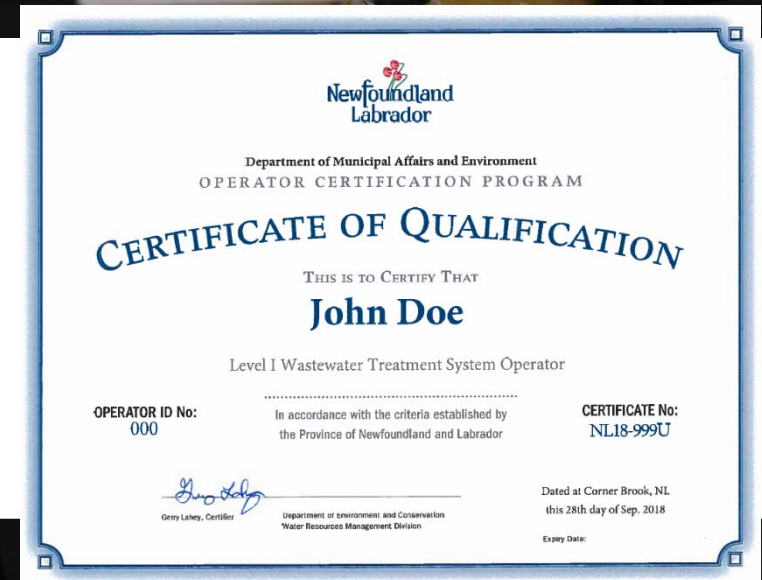 Newfoundland
Labrador
Department of Municipal Affairs and Environment
OPERATOR CERTIFICATION PROGRAM
CERTIFICATE OF QUALIFICATION
THIS IS TO CERTIFY THAT
John Doe
Level I Wastewater Treatment System Operator
OPERATOR ID No:
000
In accordance with the criteria established by
the Province of Newfoundland and Labrador
CERTIFICATE No:
NL18-999U
Gerry Lahey, Certifier
Department of Environment and Conservation
Water Resources Management Division
Dated at Corner Brook, NL
this 28th day of Sep. 2018
Expiry Date: